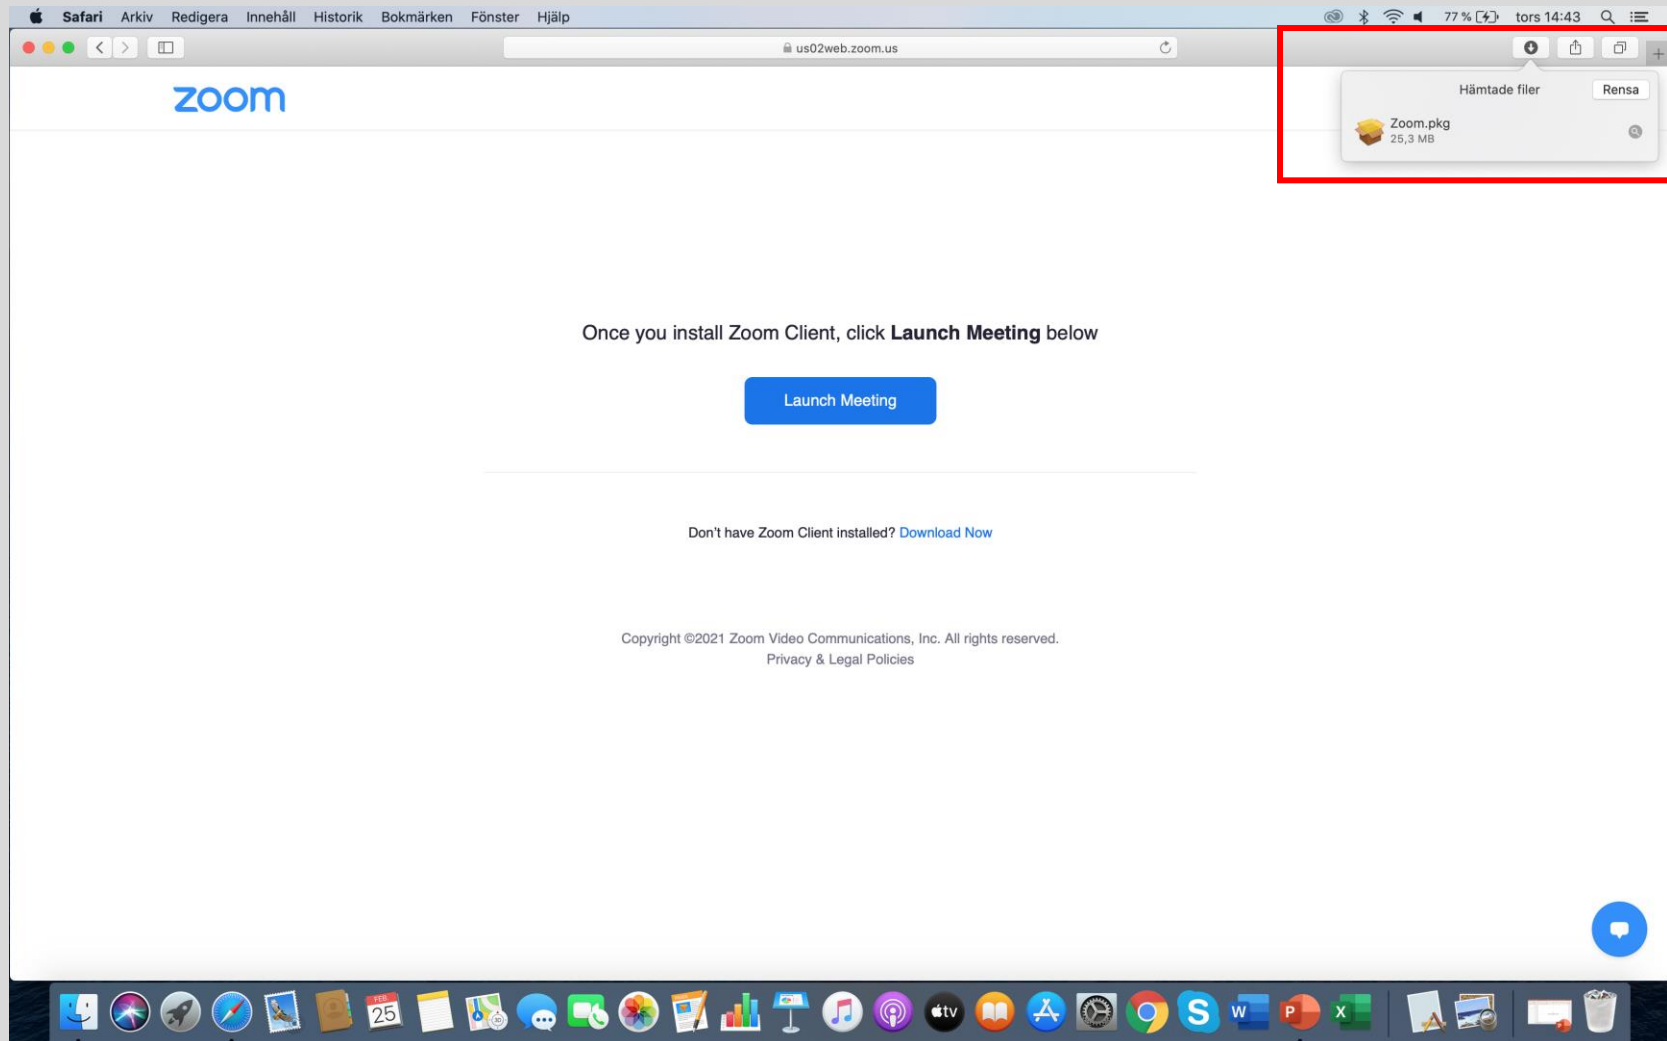 Safari Arkiv Redigera Innehåll Historik Bokmärken Fönster Hjälp 77 % tors 14:43
us02web.zoom.us
zoom
Hämtade filer Rensa
Zoom.pkg
25,3 MB
Once you install Zoom Client, click Launch Meeting below
Launch Meeting
Don't have Zoom Client installed? Download Now
Copyright ©2021 Zoom Video Communications, Inc. All rights reserved.
Privacy & Legal Policies
FEB
25
tv
S
W
P
X